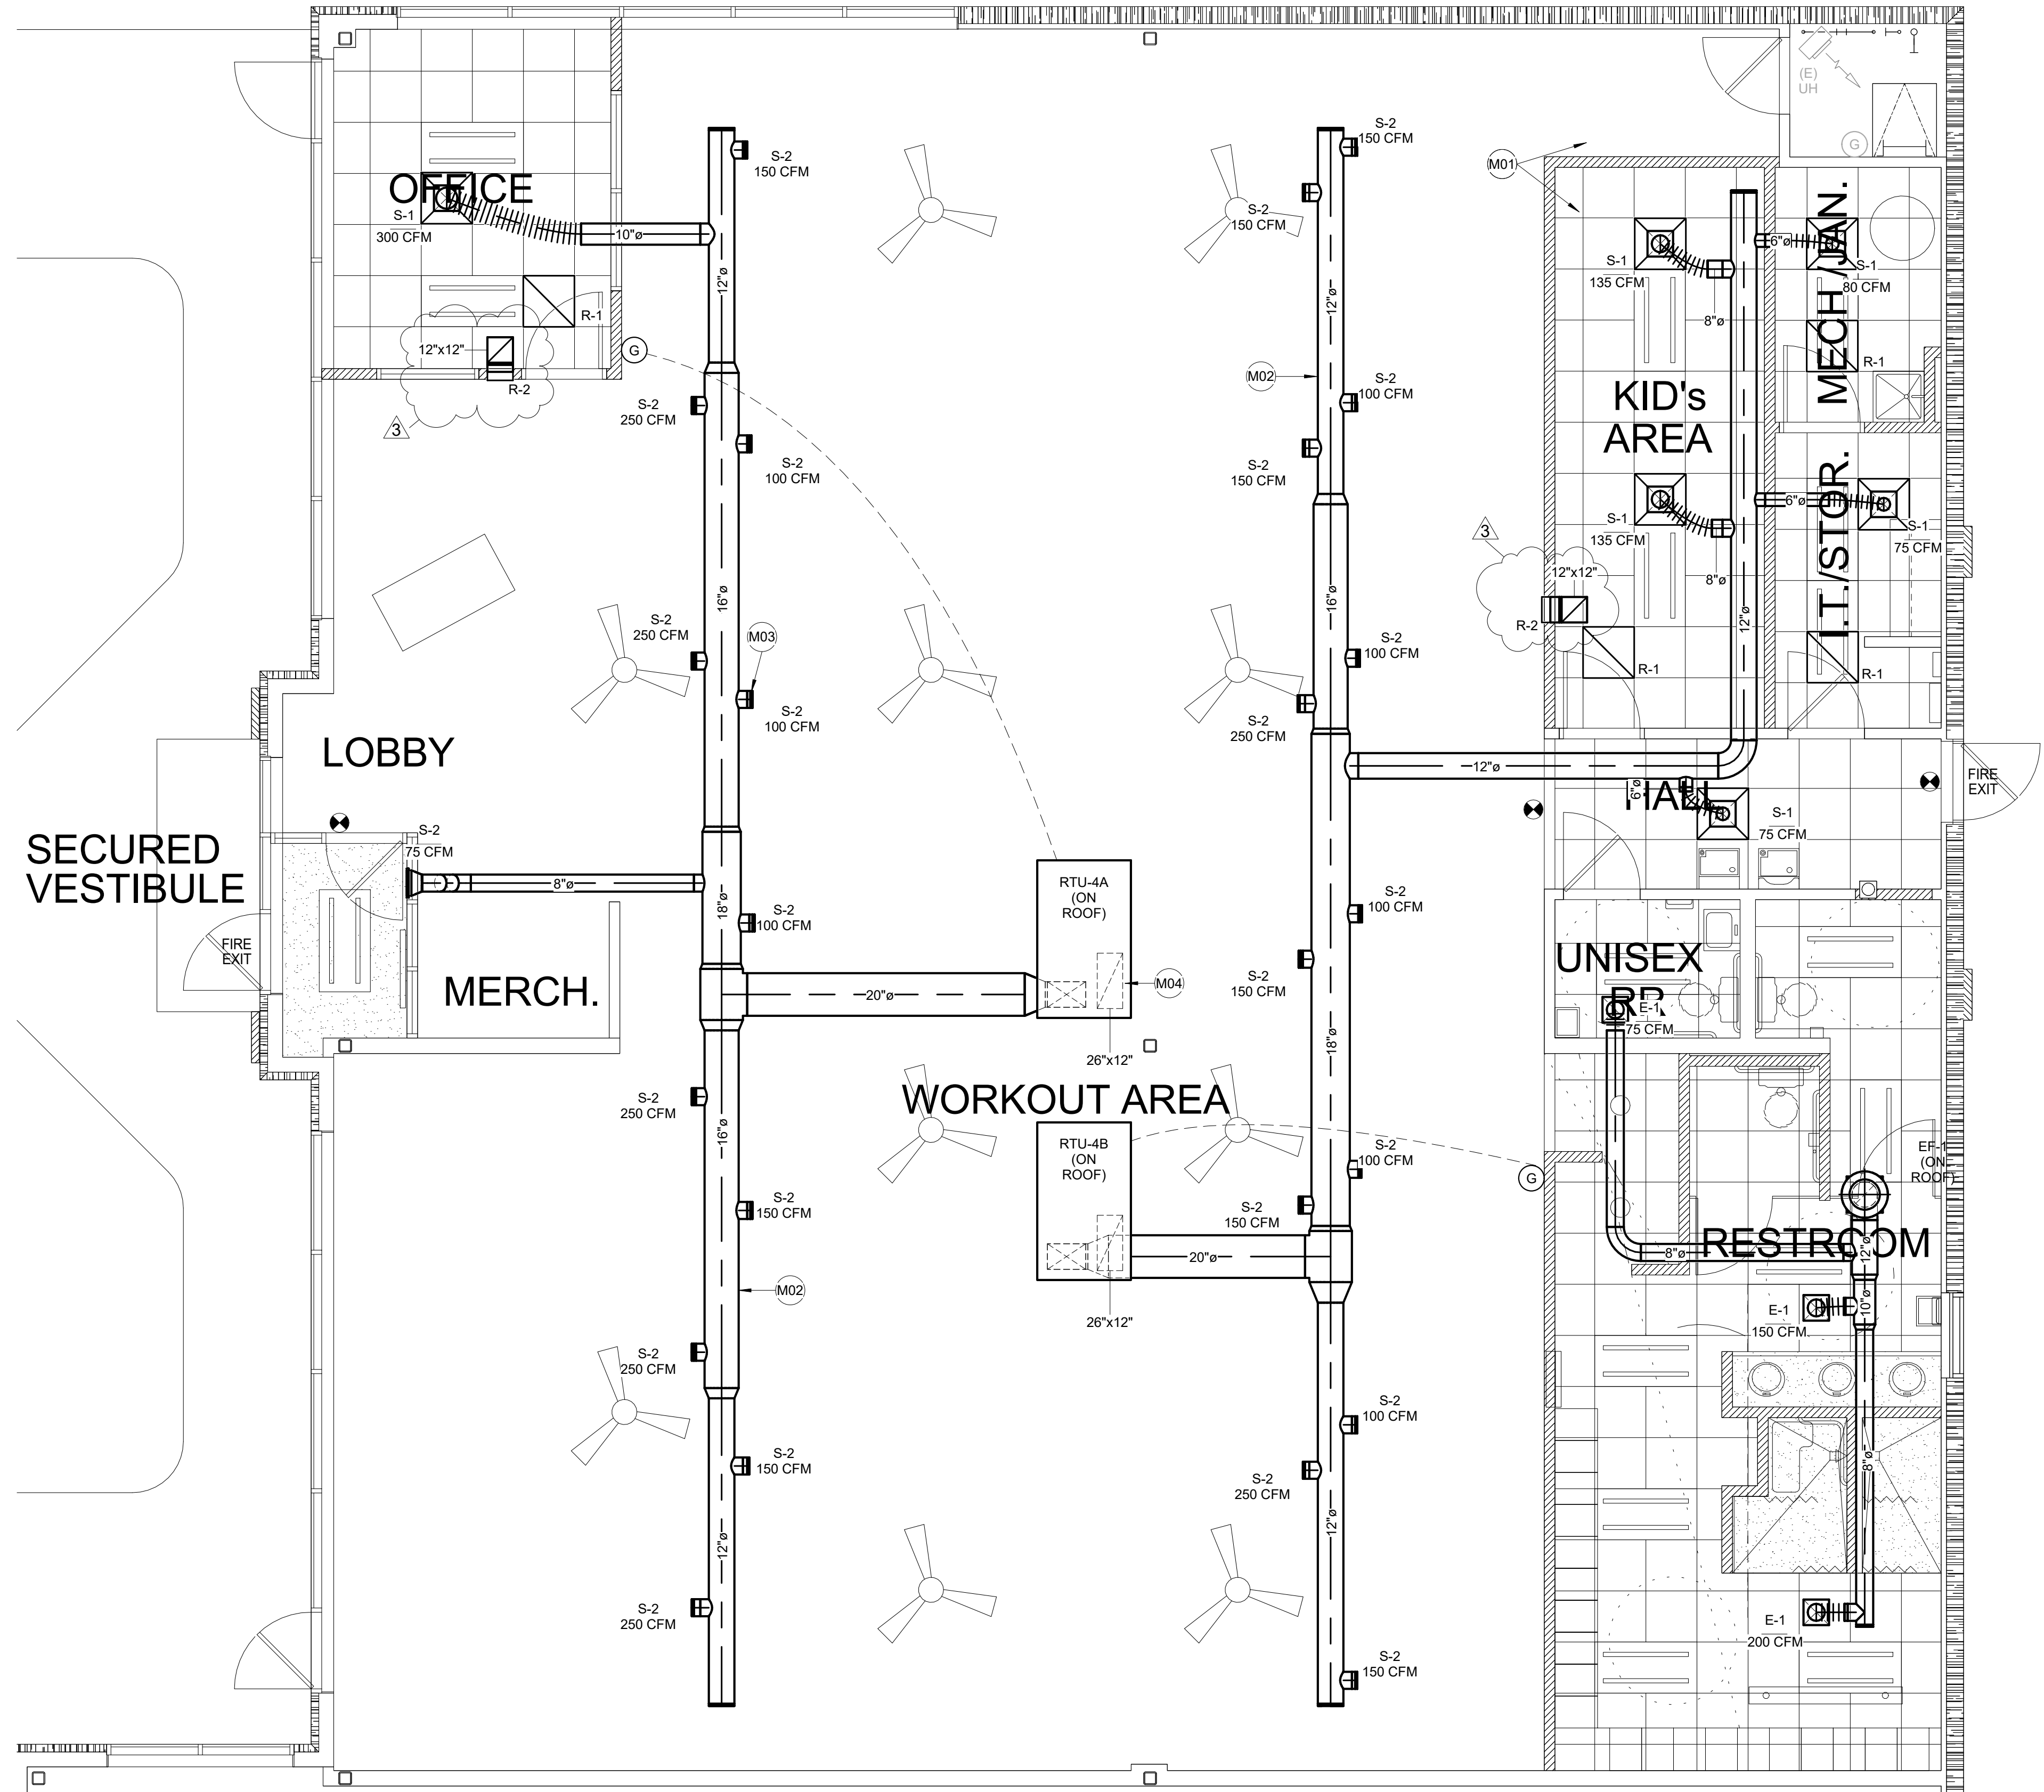 (E)
UH
G
OFFICE
S-1
300 CFM
10"ø
12"ø
S-2
150 CFM
R-1
12"x12"
R-2
3
G
S-2
250 CFM
S-2
100 CFM
16"ø
S-2
250 CFM
M03
S-2
100 CFM
LOBBY
SECURED
VESTIBULE
FIRE
EXIT
S-2
75 CFM
8"ø
18"ø
S-2
100 CFM
MERCH.
20"ø
RTU-4A
(ON
ROOF)
M04
26"x12"
WORKOUT AREA
RTU-4B
(ON
ROOF)
26"x12"
20"ø
S-2
250 CFM
16"ø
S-2
150 CFM
M02
S-2
250 CFM
S-2
150 CFM
12"ø
S-2
250 CFM
S-2
150 CFM
S-2
150 CFM
12"ø
M02
S-2
100 CFM
S-2
150 CFM
16"ø
S-2
100 CFM
S-2
250 CFM
12"ø
S-2
100 CFM
S-2
150 CFM
18"ø
S-2
100 CFM
S-2
150 CFM
G
S-2
100 CFM
S-2
250 CFM
12"ø
S-2
150 CFM
M01
S-1
135 CFM
8"ø
6"ø
S-1
80 CFM
MECH./JAN.
R-1
KID's
AREA
S-1
135 CFM
8"ø
6"ø
S-1
75 CFM
I.T./STOR.
3
12"x12"
R-2
R-1
12"ø
R-1
HALL
6"ø
S-1
75 CFM
FIRE
EXIT
UNISEX
RR
E-1
75 CFM
EF-1
(ON
ROOF)
RESTROOM
8"ø
12"ø
10"ø
E-1
150 CFM
8"ø
E-1
200 CFM